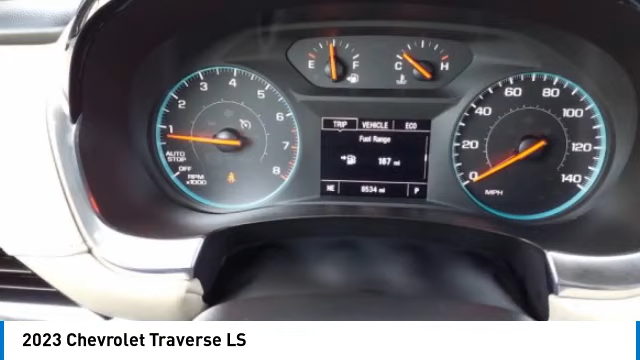 E F C H
1 2 3 4 5 6 7 8
AUTO
STOP
OFF
RPM
x1000
TRIP VEHICLE ECO
Fuel Range
167 mi
NE 8534 mi P
0 20 40 60 80 100 120 140
MPH
2023 Chevrolet Traverse LS